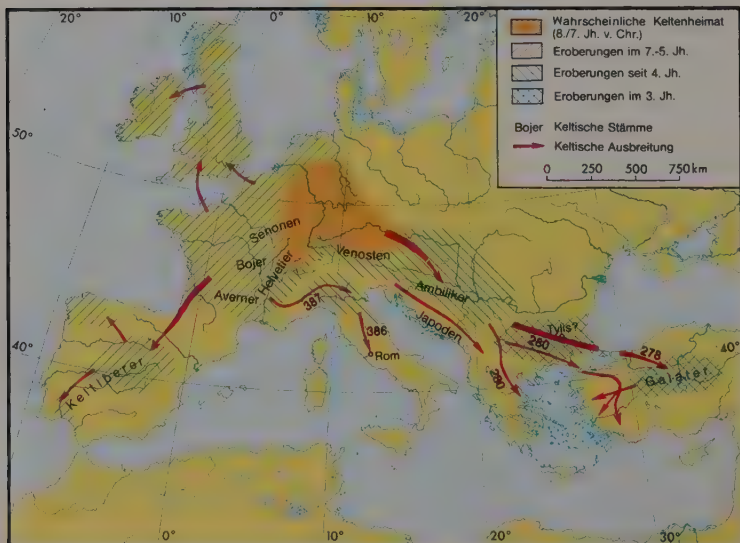 20° 10° 0° 10° 20°
Wahrscheinliche Keltenheimat
(8./7. Jh. v. Chr.)
Eroberungen im 7.-5. Jh.
Eroberungen seit 4. Jh.
Eroberungen im 3. Jh.
Bojer Keltische Stämme
Keltische Ausbreitung
0 250 500 750 km
50°
Senonen
Bojer
Helvetier
Venosten
Averner
Ambiliker
387
Japoden
386
Rom
Tylis?
280
278
280
40°
40°
Keltiberer
Galater
0° 10° 20° 30°